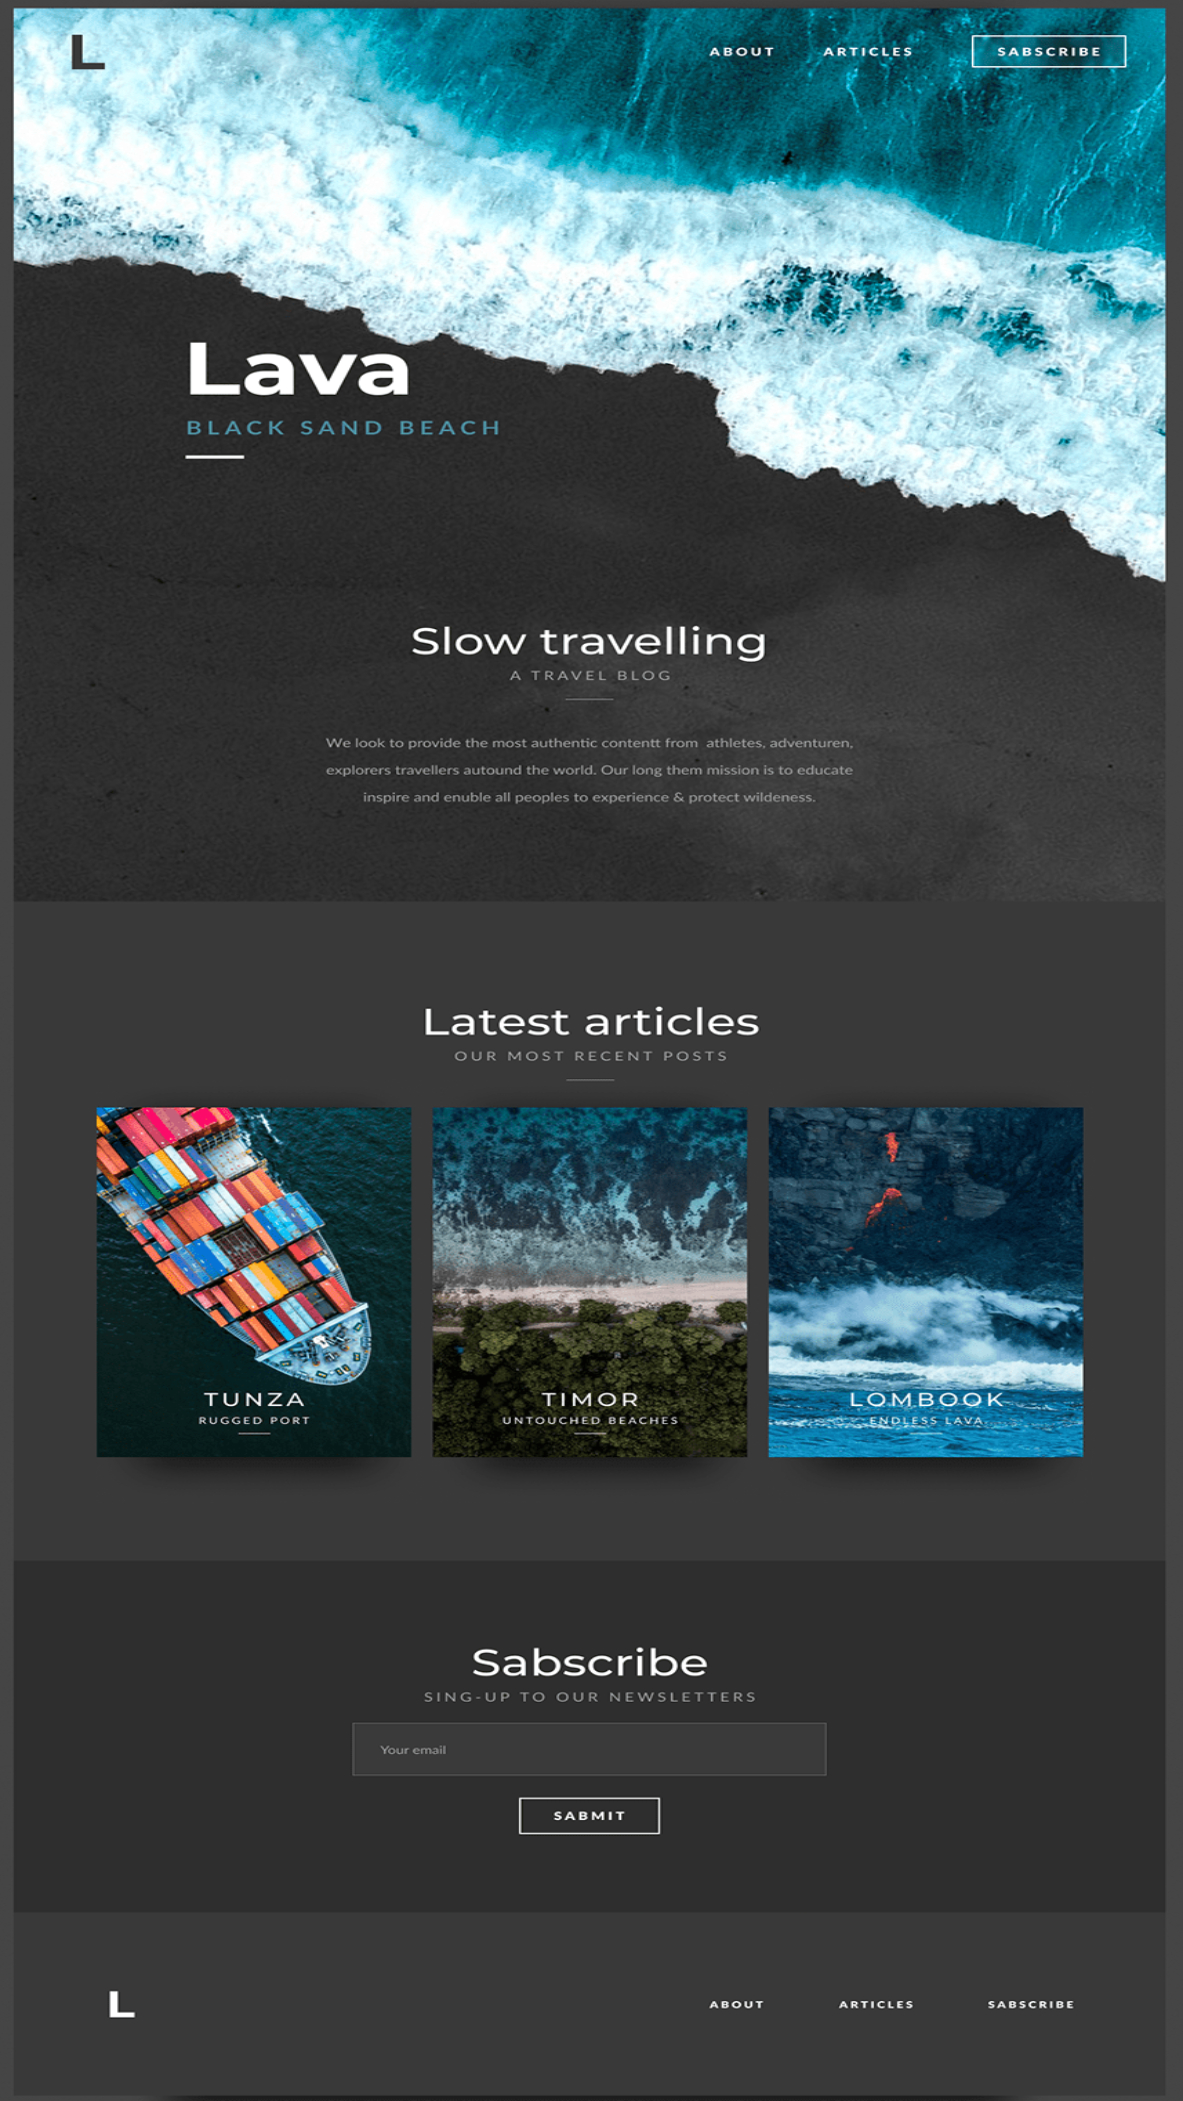 L
ABOUT ARTICLES SABSCRIBE
Lava
BLACK SAND BEACH
Slow travelling
A TRAVEL BLOG
We look to provide the most authentic contentt from athletes, adventuren,
explorers travellers autound the world. Our long them mission is to educate
inspire and enuble all peoples to experience & protect wildeness.
Latest articles
OUR MOST RECENT POSTS
TUNZA
RUGGED PORT
TIMOR
UNTOUCHED BEACHES
LOMBOOK
ENDLESS LAVA
Sabscribe
SING-UP TO OUR NEWSLETTERS
Your email
SABMIT
L
ABOUT ARTICLES SABSCRIBE